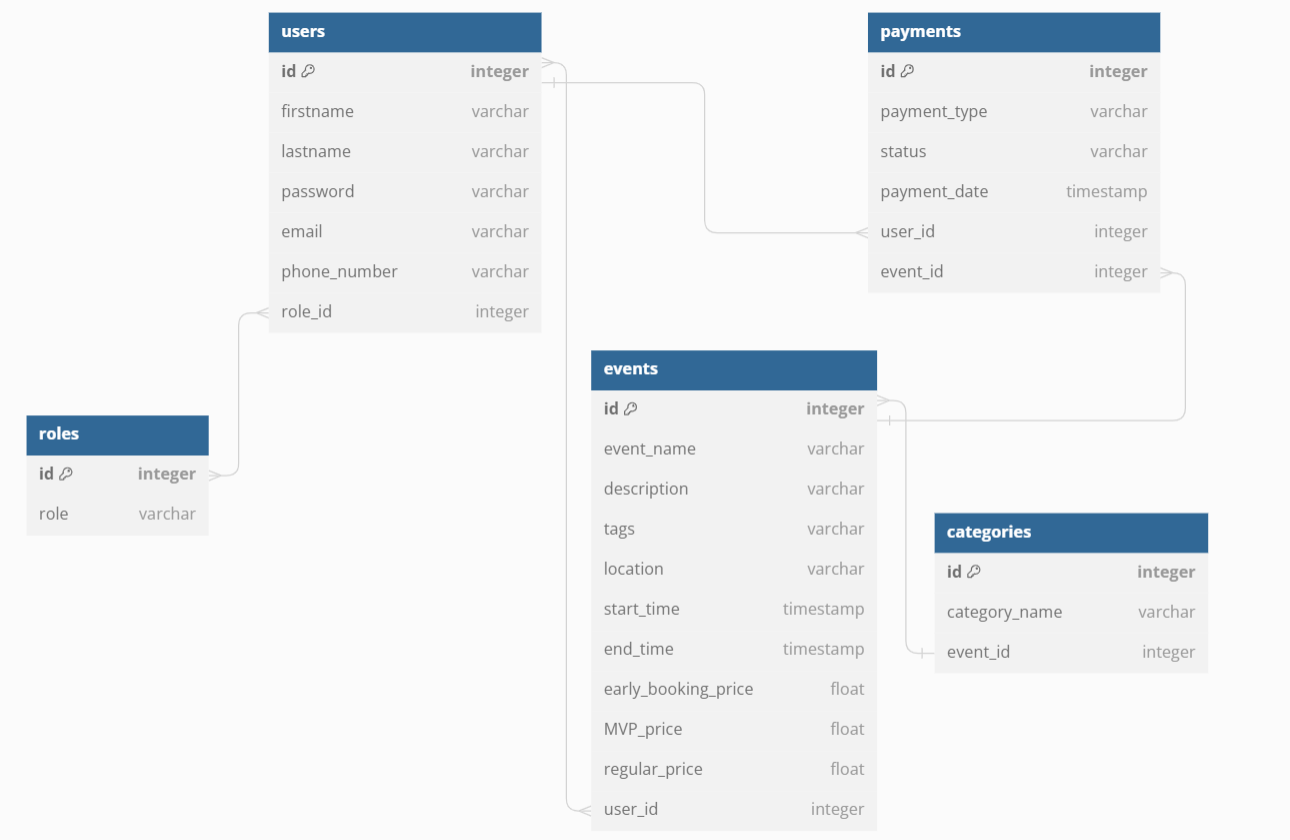 users
id integer
firstname varchar
lastname varchar
password varchar
email varchar
phone_number varchar
role_id integer
payments
id integer
payment_type varchar
status varchar
payment_date timestamp
user_id integer
event_id integer
roles
id integer
role varchar
events
id integer
event_name varchar
description varchar
tags varchar
location varchar
start_time timestamp
end_time timestamp
early_booking_price float
MVP_price float
regular_price float
user_id integer
categories
id integer
category_name varchar
event_id integer